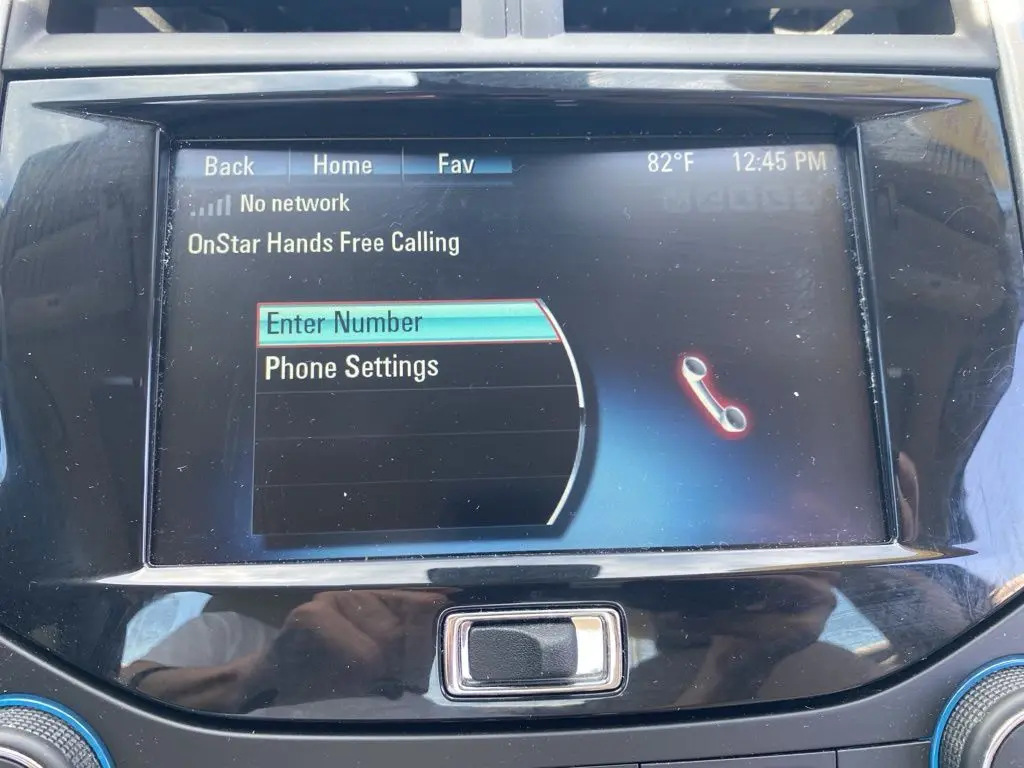 Back Home Fav 82°F 12:45 PM
No network
OnStar Hands Free Calling
Enter Number
Phone Settings